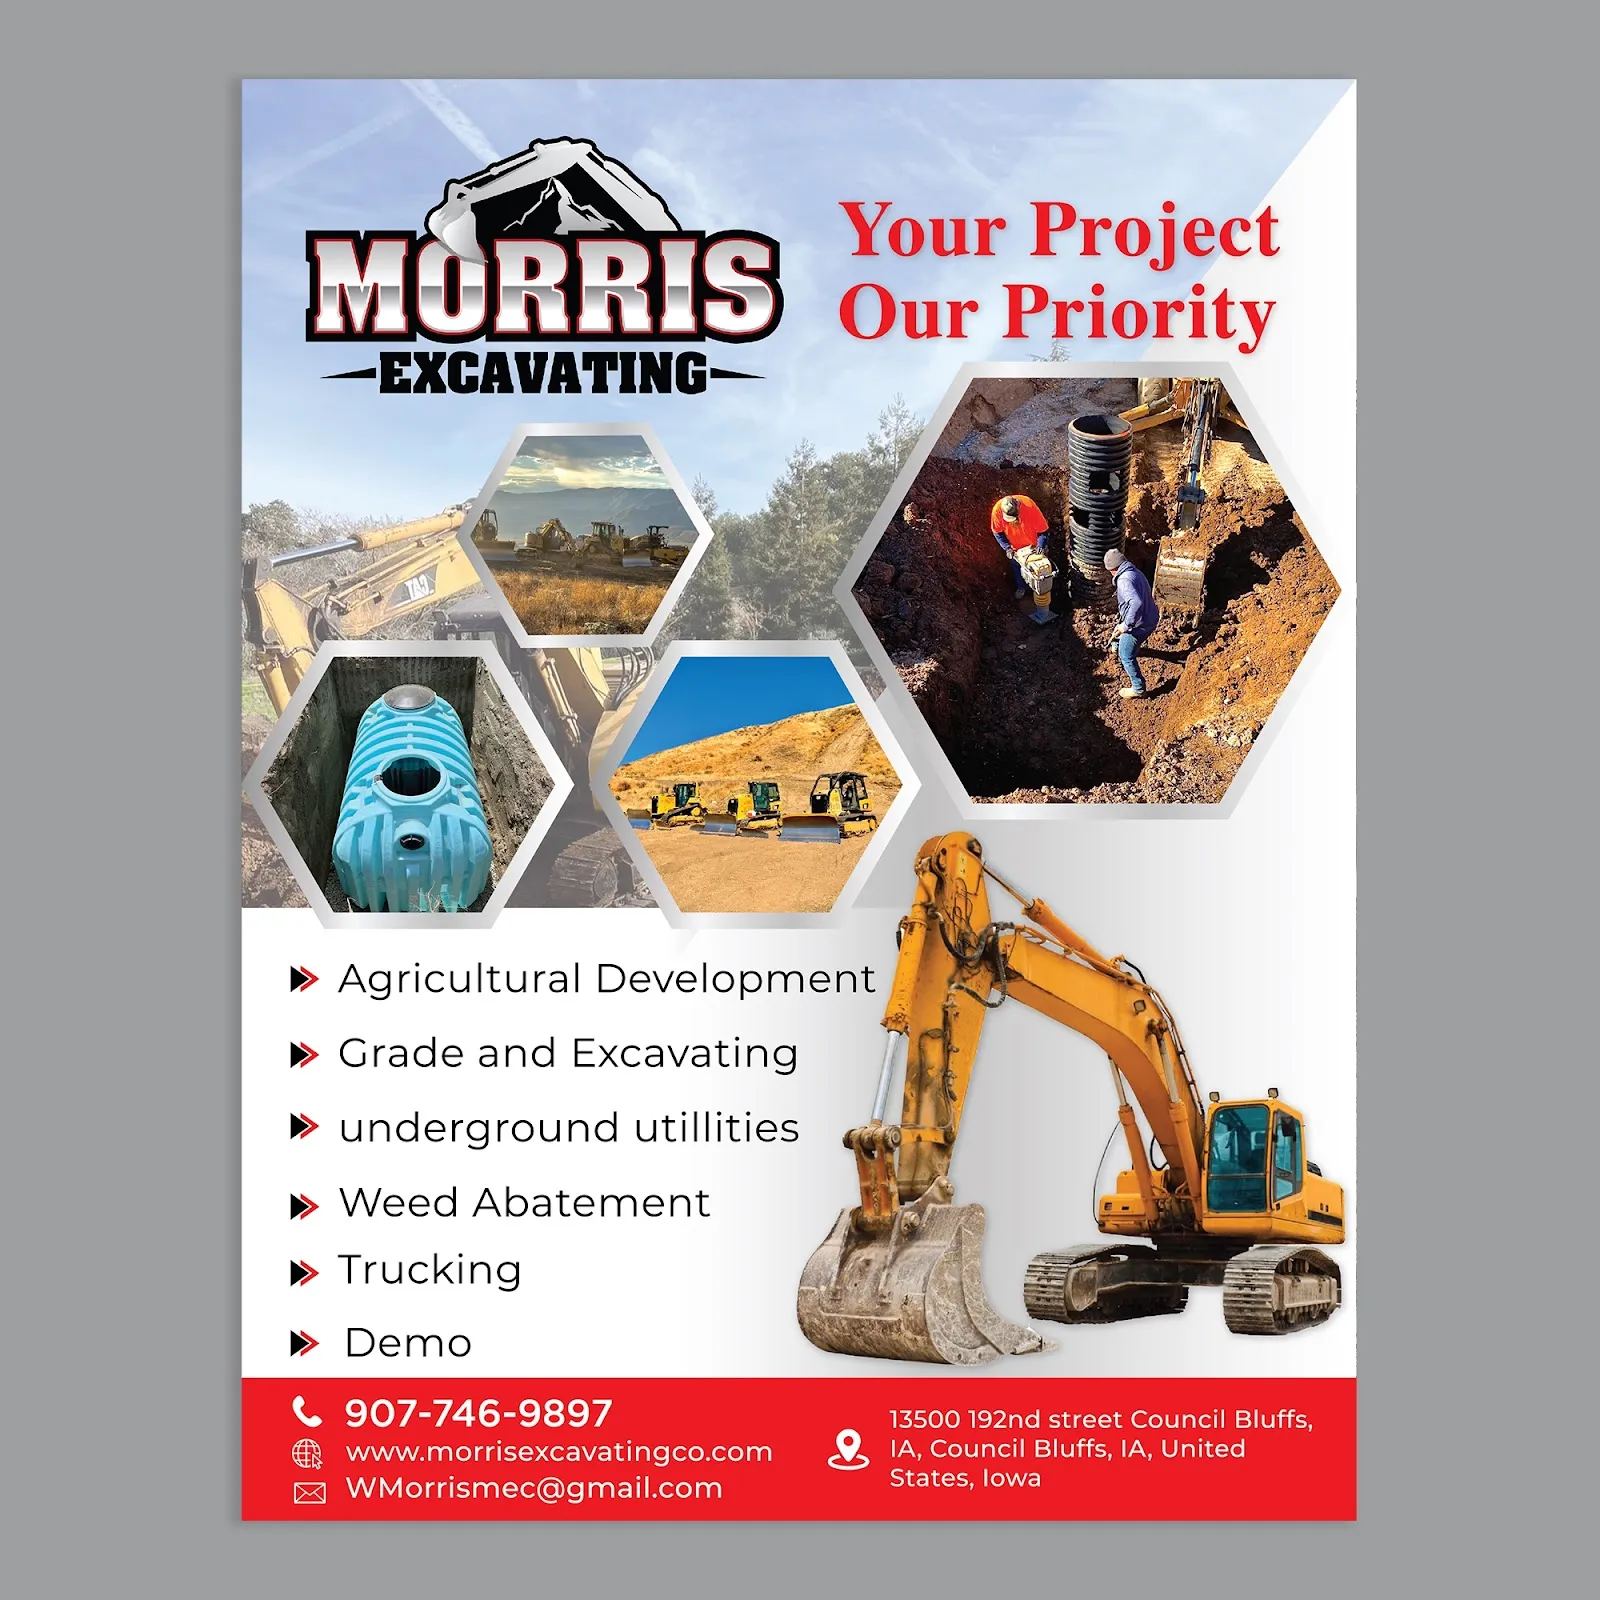 MORRIS
EXCAVATING
Your Project
Our Priority
CAT
Agricultural Development
Grade and Excavating
underground utillities
Weed Abatement
Trucking
Demo
907-746-9897
www.morrisexcavatingco.com
WMorrismec@gmail.com
13500 192nd street Council Bluffs,
IA, Council Bluffs, IA, United
States, Iowa